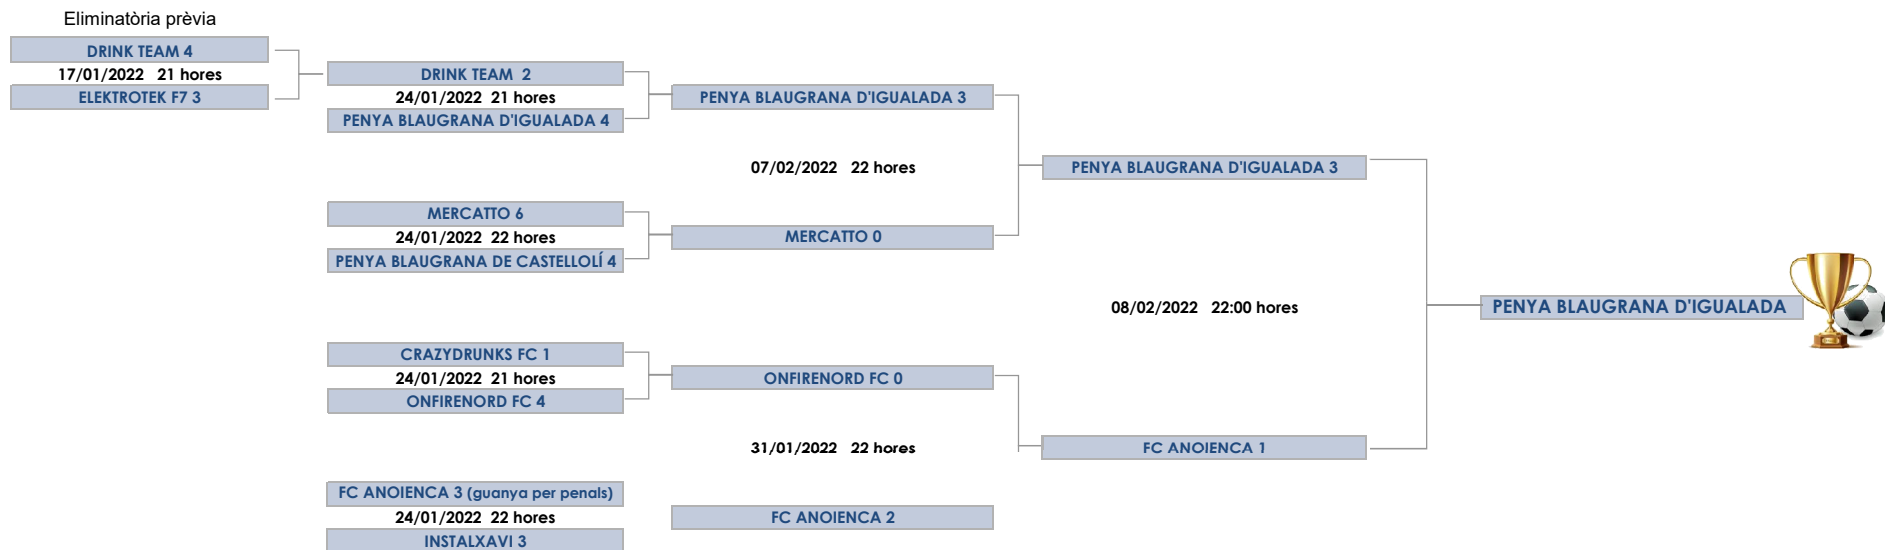 Eliminatòria prèvia
DRINK TEAM 4
17/01/2022 21 hores
ELEKTROTEK F7 3
DRINK TEAM 2
24/01/2022 21 hores
PENYA BLAUGRANA D'IGUALADA 4
MERCATTO 6
24/01/2022 22 hores
PENYA BLAUGRANA DE CASTELLOLÍ 4
CRAZYDRUNKS FC 1
24/01/2022 21 hores
ONFIRENORD FC 4
FC ANOIENCA 3 (guanya per penals)
24/01/2022 22 hores
INSTALXAVI 3
PENYA BLAUGRANA D'IGUALADA 3
07/02/2022 22 hores
MERCATTO 0
ONFIRENORD FC 0
31/01/2022 22 hores
FC ANOIENCA 2
PENYA BLAUGRANA D'IGUALADA 3
08/02/2022 22:00 hores
FC ANOIENCA 1
PENYA BLAUGRANA D'IGUALADA